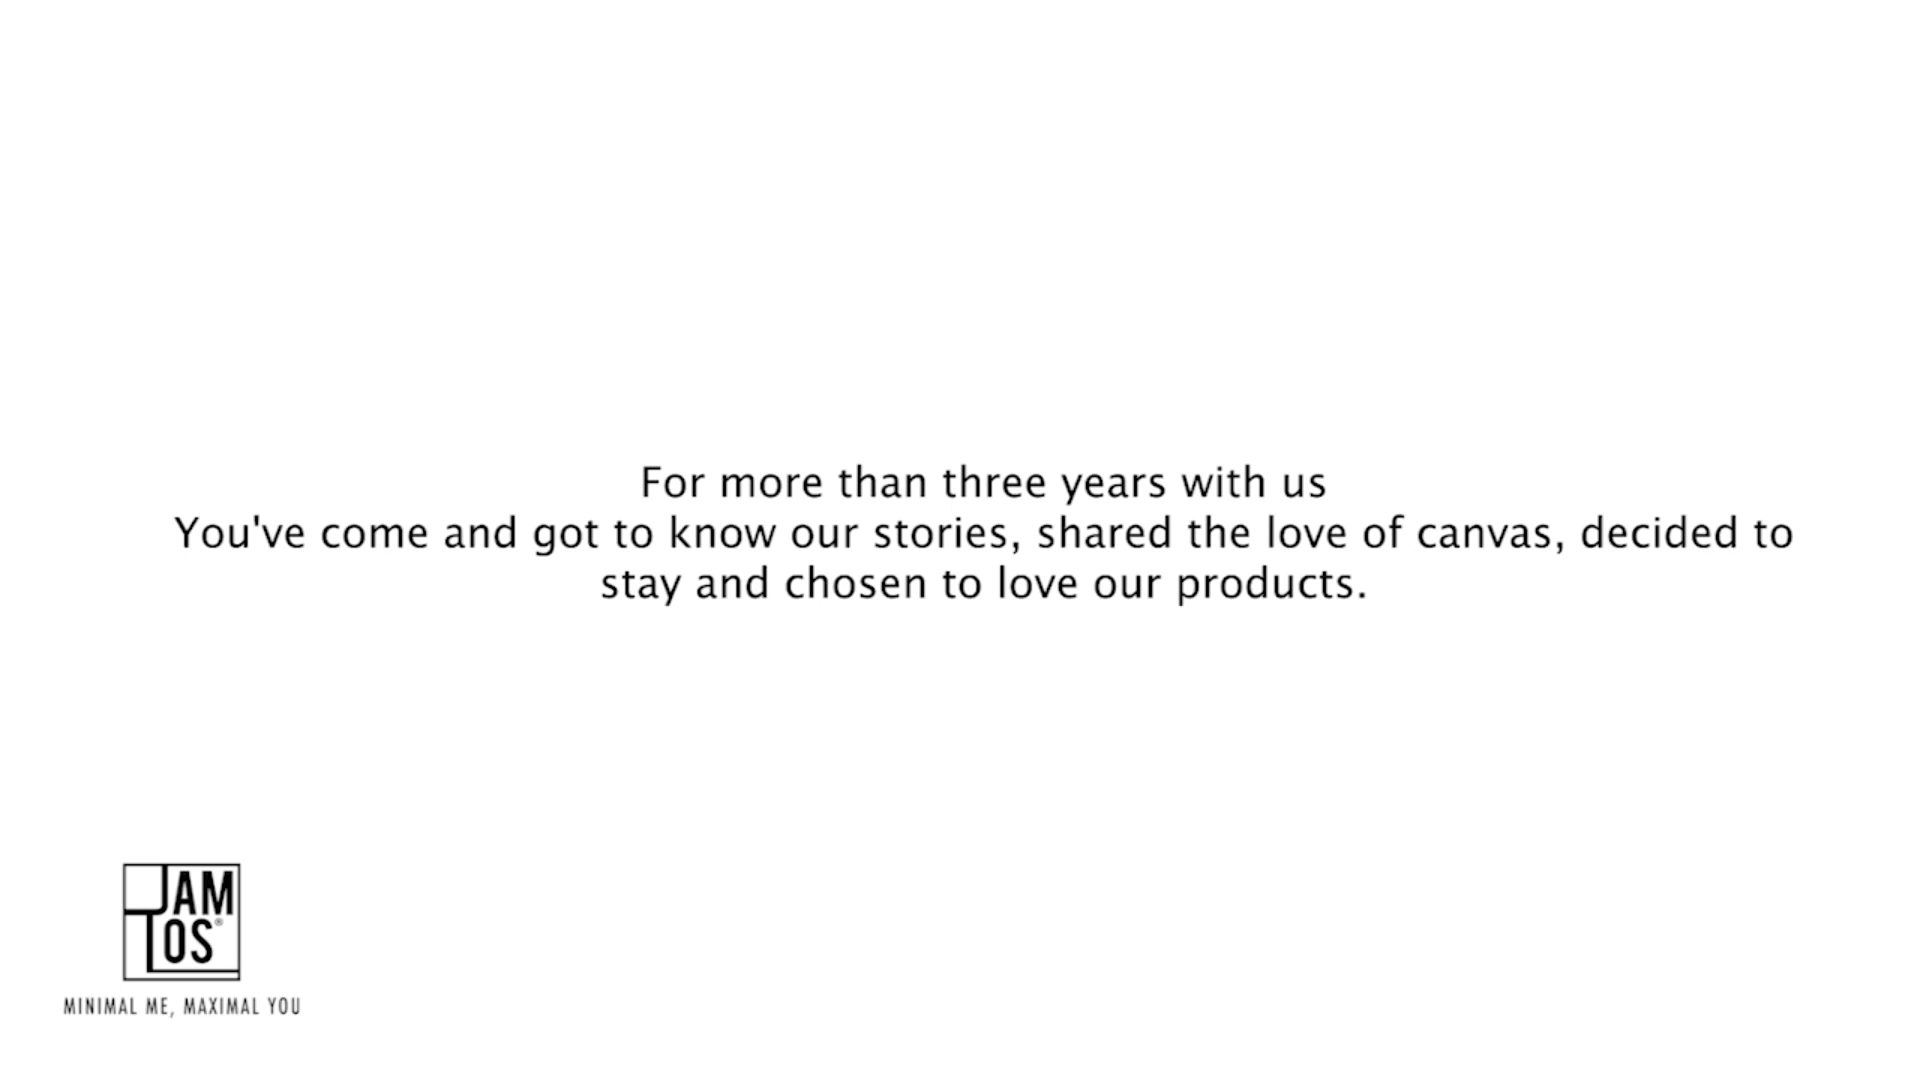 For more than three years with us
You've come and got to know our stories, shared the love of canvas, decided to
stay and chosen to love our products.
JAM
LOS®
MINIMAL ME, MAXIMAL YOU